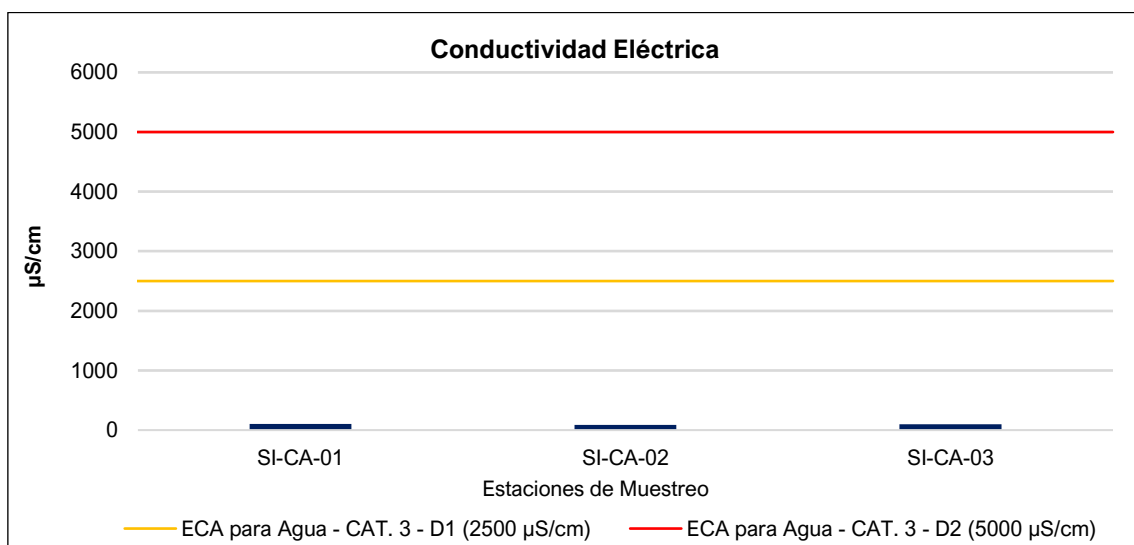 Conductividad Eléctrica
6000
5000
4000
3000
2000
1000
0
µS/cm
SI-CA-01 SI-CA-02 SI-CA-03
Estaciones de Muestreo
ECA para Agua - CAT. 3 - D1 (2500 µS/cm) ECA para Agua - CAT. 3 - D2 (5000 µS/cm)